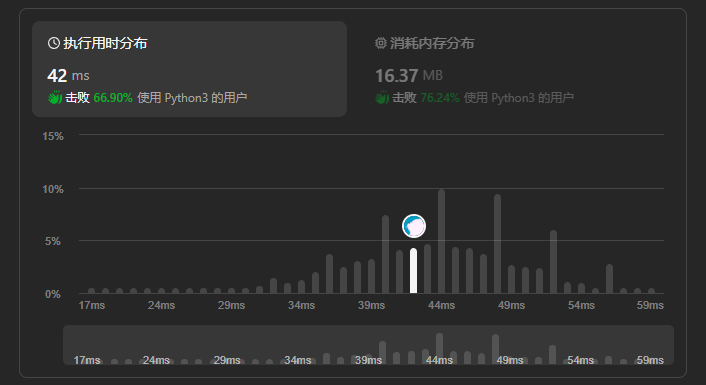 执行用时分布
42 ms
击败 66.90% 使用 Python3 的用户
消耗内存分布
16.37 MB
击败 76.24% 使用 Python3 的用户
15%
10%
5%
0%
17ms 24ms 29ms 34ms 39ms 44ms 49ms 54ms 59ms
17ms 24ms 29ms 34ms 39ms 44ms 49ms 54ms 59ms